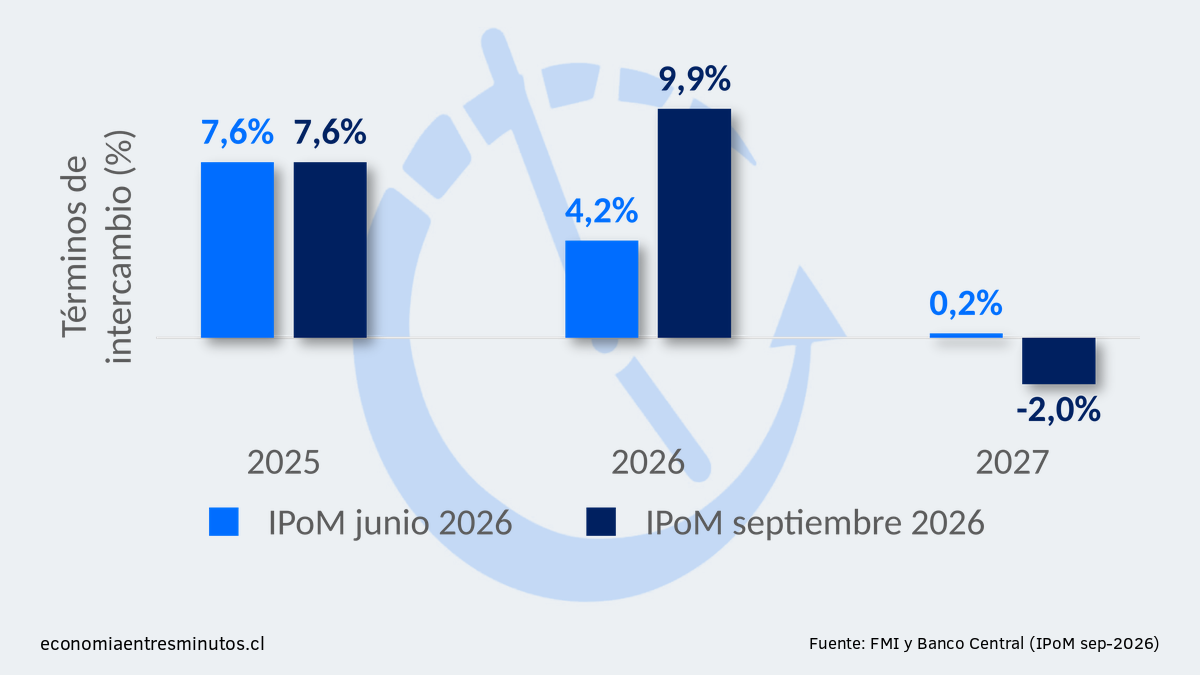 9,9%
7,6% 7,6%
4,2%
0,2%
-2,0%
Términos de
intercambio (%)
2025 2026 2027
IPoM junio 2026 IPoM septiembre 2026
economiaentresminutos.cl
Fuente: FMI y Banco Central (IPoM sep-2026)